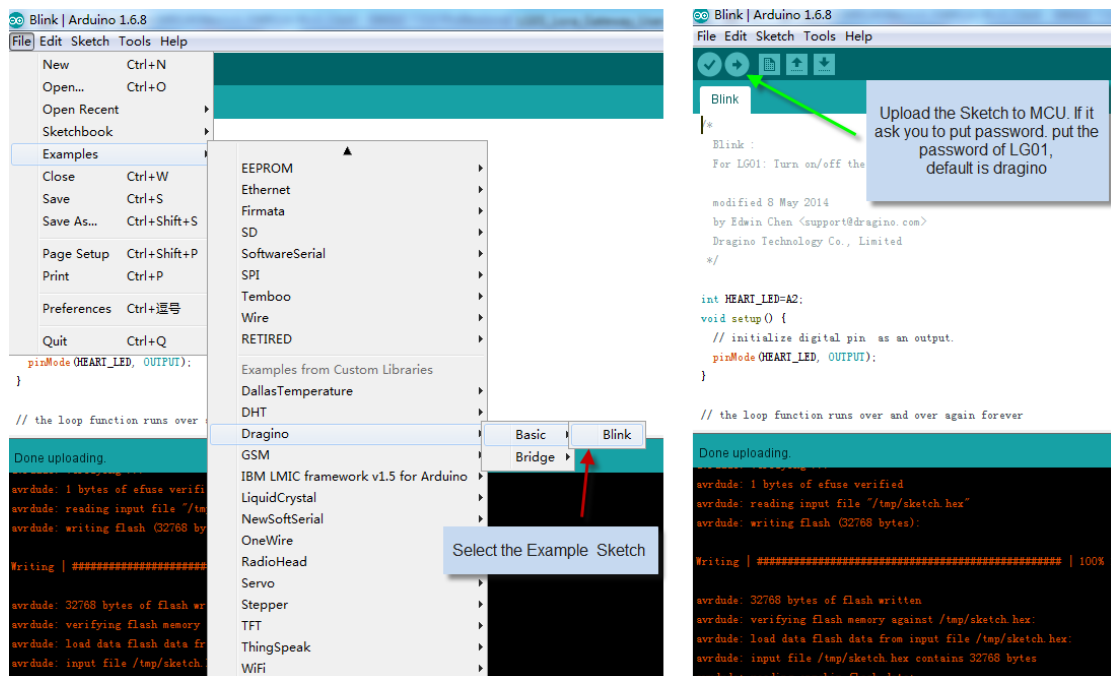 Blink | Arduino 1.6.8
File Edit Sketch Tools Help
New Ctrl+N
Open... Ctrl+O
Open Recent
Sketchbook
Examples
Close Ctrl+W
Save Ctrl+S
Save As... Ctrl+Shift+S
Page Setup Ctrl+Shift+P
Print Ctrl+P
Preferences Ctrl+逗号
Quit Ctrl+Q
EEPROM
Ethernet
Firmata
SD
SoftwareSerial
SPI
Temboo
Wire
RETIRED
Examples from Custom Libraries
DallasTemperature
DHT
Dragino
GSM
IBM LMIC framework v1.5 for Arduino
LiquidCrystal
NewSoftSerial
OneWire
RadioHead
Servo
Stepper
TFT
ThingSpeak
WiFi
Basic
Bridge
Blink
Select the Example Sketch
pinMode(HEART_LED, OUTPUT);
}
// the loop function runs over
Done uploading.
avrdude: 1 bytes of efuse verifi
avrdude: reading input file "/tm
avrdude: writing flash (32768 by
Writing | ######################
avrdude: 32768 bytes of flash wr
avrdude: verifying flash memory
avrdude: load data flash data fr
avrdude: input file /tmp/sketch.
Blink | Arduino 1.6.8
File Edit Sketch Tools Help
Blink
Upload the Sketch to MCU. If it
ask you to put password. put the
password of LG01,
default is dragino
/*
Blink :
For LG01: Turn on/off the
modified 8 May 2014
by Edwin Chen <support@dragino.com>
Dragino Technology Co., Limited
*/
int HEART_LED=A2;
void setup() {
// initialize digital pin as an output.
pinMode(HEART_LED, OUTPUT);
}
// the loop function runs over and over again forever
Done uploading.
avrdude: 1 bytes of efuse verified
avrdude: reading input file "/tmp/sketch.hex"
avrdude: writing flash (32768 bytes):
Writing | ################################################## | 100%
avrdude: 32768 bytes of flash written
avrdude: verifying flash memory against /tmp/sketch.hex:
avrdude: load data flash data from input file /tmp/sketch.hex:
avrdude: input file /tmp/sketch.hex contains 32768 bytes